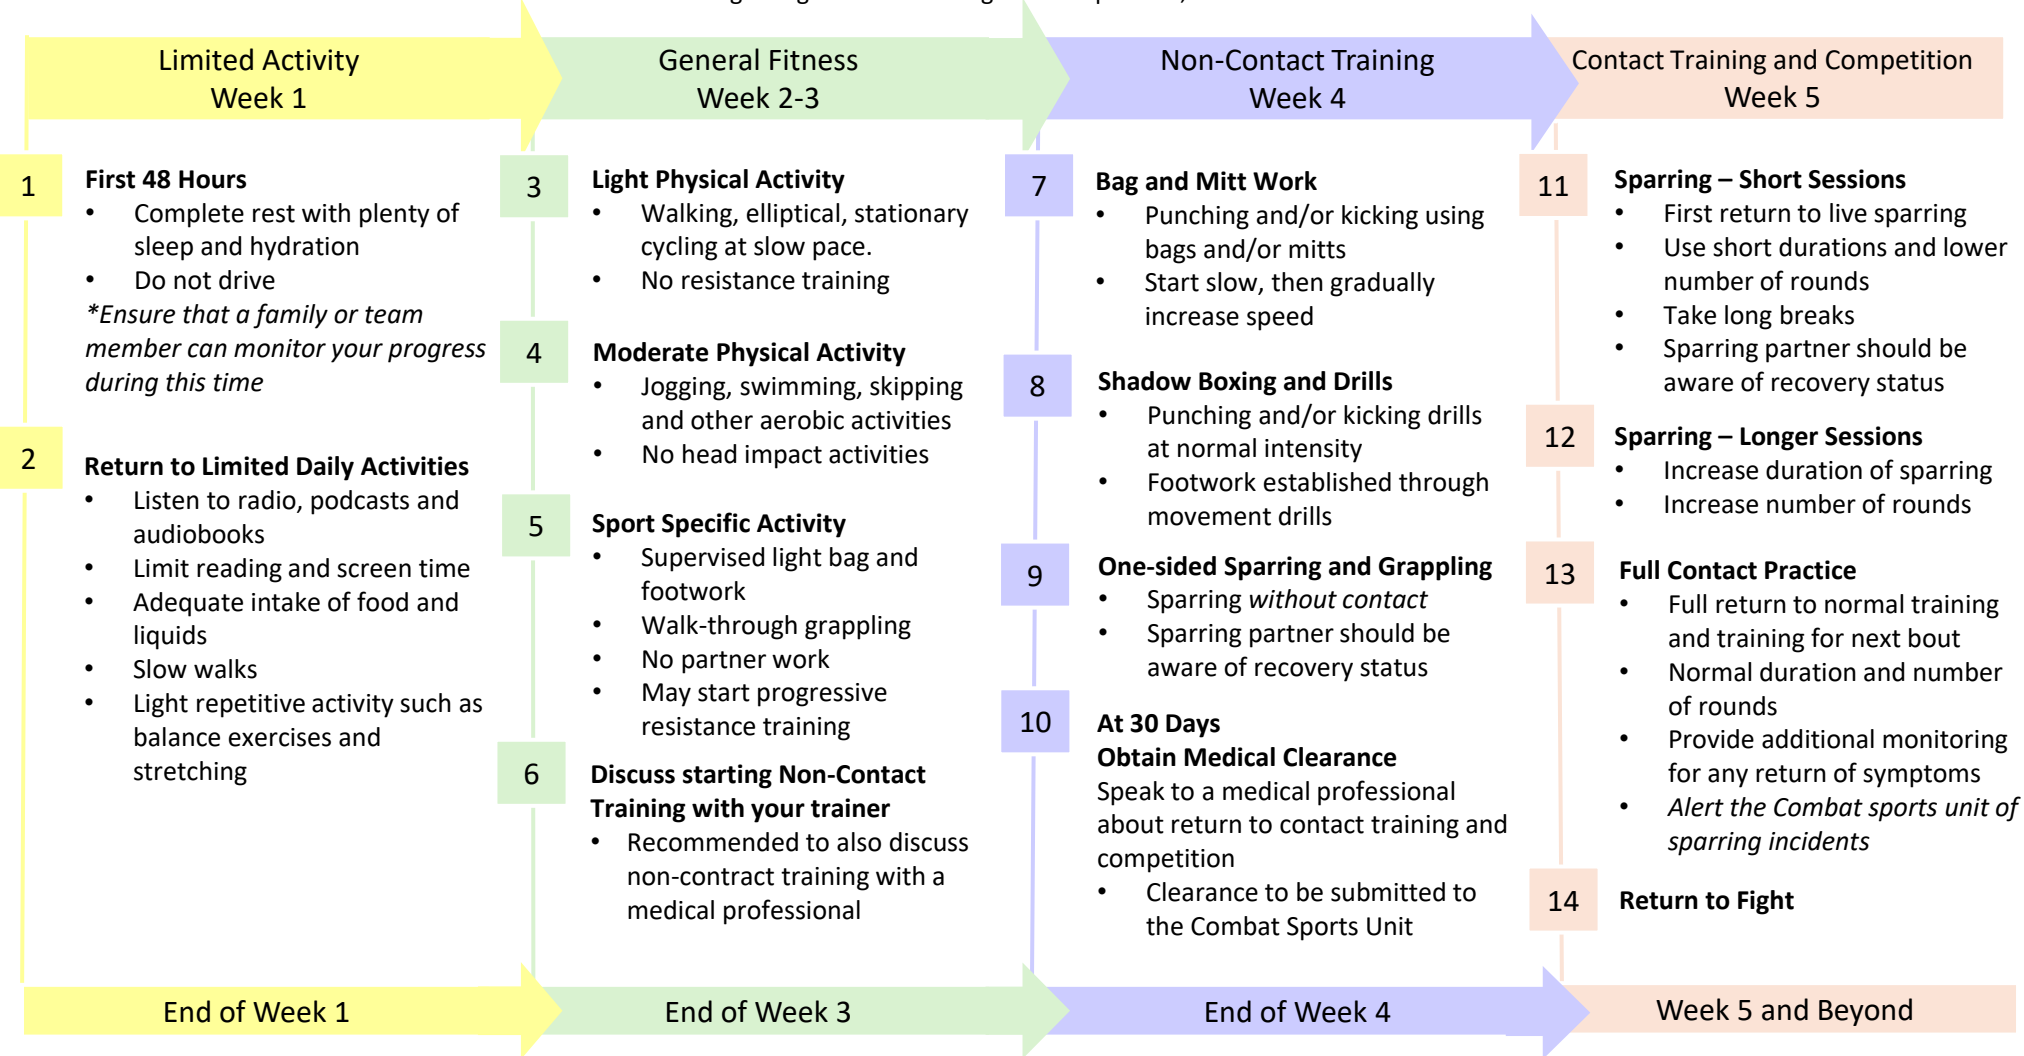 Limited Activity
Week 1
General Fitness
Week 2-3
Non-Contact Training
Week 4
Contact Training and Competition
Week 5
1
First 48 Hours
• Complete rest with plenty of
sleep and hydration
• Do not drive
*Ensure that a family or team
member can monitor your progress
during this time
2
Return to Limited Daily Activities
• Listen to radio, podcasts and
audiobooks
• Limit reading and screen time
• Adequate intake of food and
liquids
• Slow walks
• Light repetitive activity such as
balance exercises and
stretching
3
Light Physical Activity
• Walking, elliptical, stationary
cycling at slow pace.
• No resistance training
4
Moderate Physical Activity
• Jogging, swimming, skipping
and other aerobic activities
• No head impact activities
5
Sport Specific Activity
• Supervised light bag and
footwork
• Walk-through grappling
• No partner work
• May start progressive
resistance training
6
Discuss starting Non-Contact
Training with your trainer
• Recommended to also discuss
non-contract training with a
medical professional
7
Bag and Mitt Work
• Punching and/or kicking using
bags and/or mitts
• Start slow, then gradually
increase speed
8
Shadow Boxing and Drills
• Punching and/or kicking drills
at normal intensity
• Footwork established through
movement drills
9
One-sided Sparring and Grappling
• Sparring without contact
• Sparring partner should be
aware of recovery status
10
At 30 Days
Obtain Medical Clearance
Speak to a medical professional
about return to contact training and
competition
• Clearance to be submitted to
the Combat Sports Unit
11
Sparring – Short Sessions
• First return to live sparring
• Use short durations and lower
number of rounds
• Take long breaks
• Sparring partner should be
aware of recovery status
12
Sparring – Longer Sessions
• Increase duration of sparring
• Increase number of rounds
13
Full Contact Practice
• Full return to normal training
and training for next bout
• Normal duration and number
of rounds
• Provide additional monitoring
for any return of symptoms
• Alert the Combat sports unit of
sparring incidents
14
Return to Fight
End of Week 1
End of Week 3
End of Week 4
Week 5 and Beyond